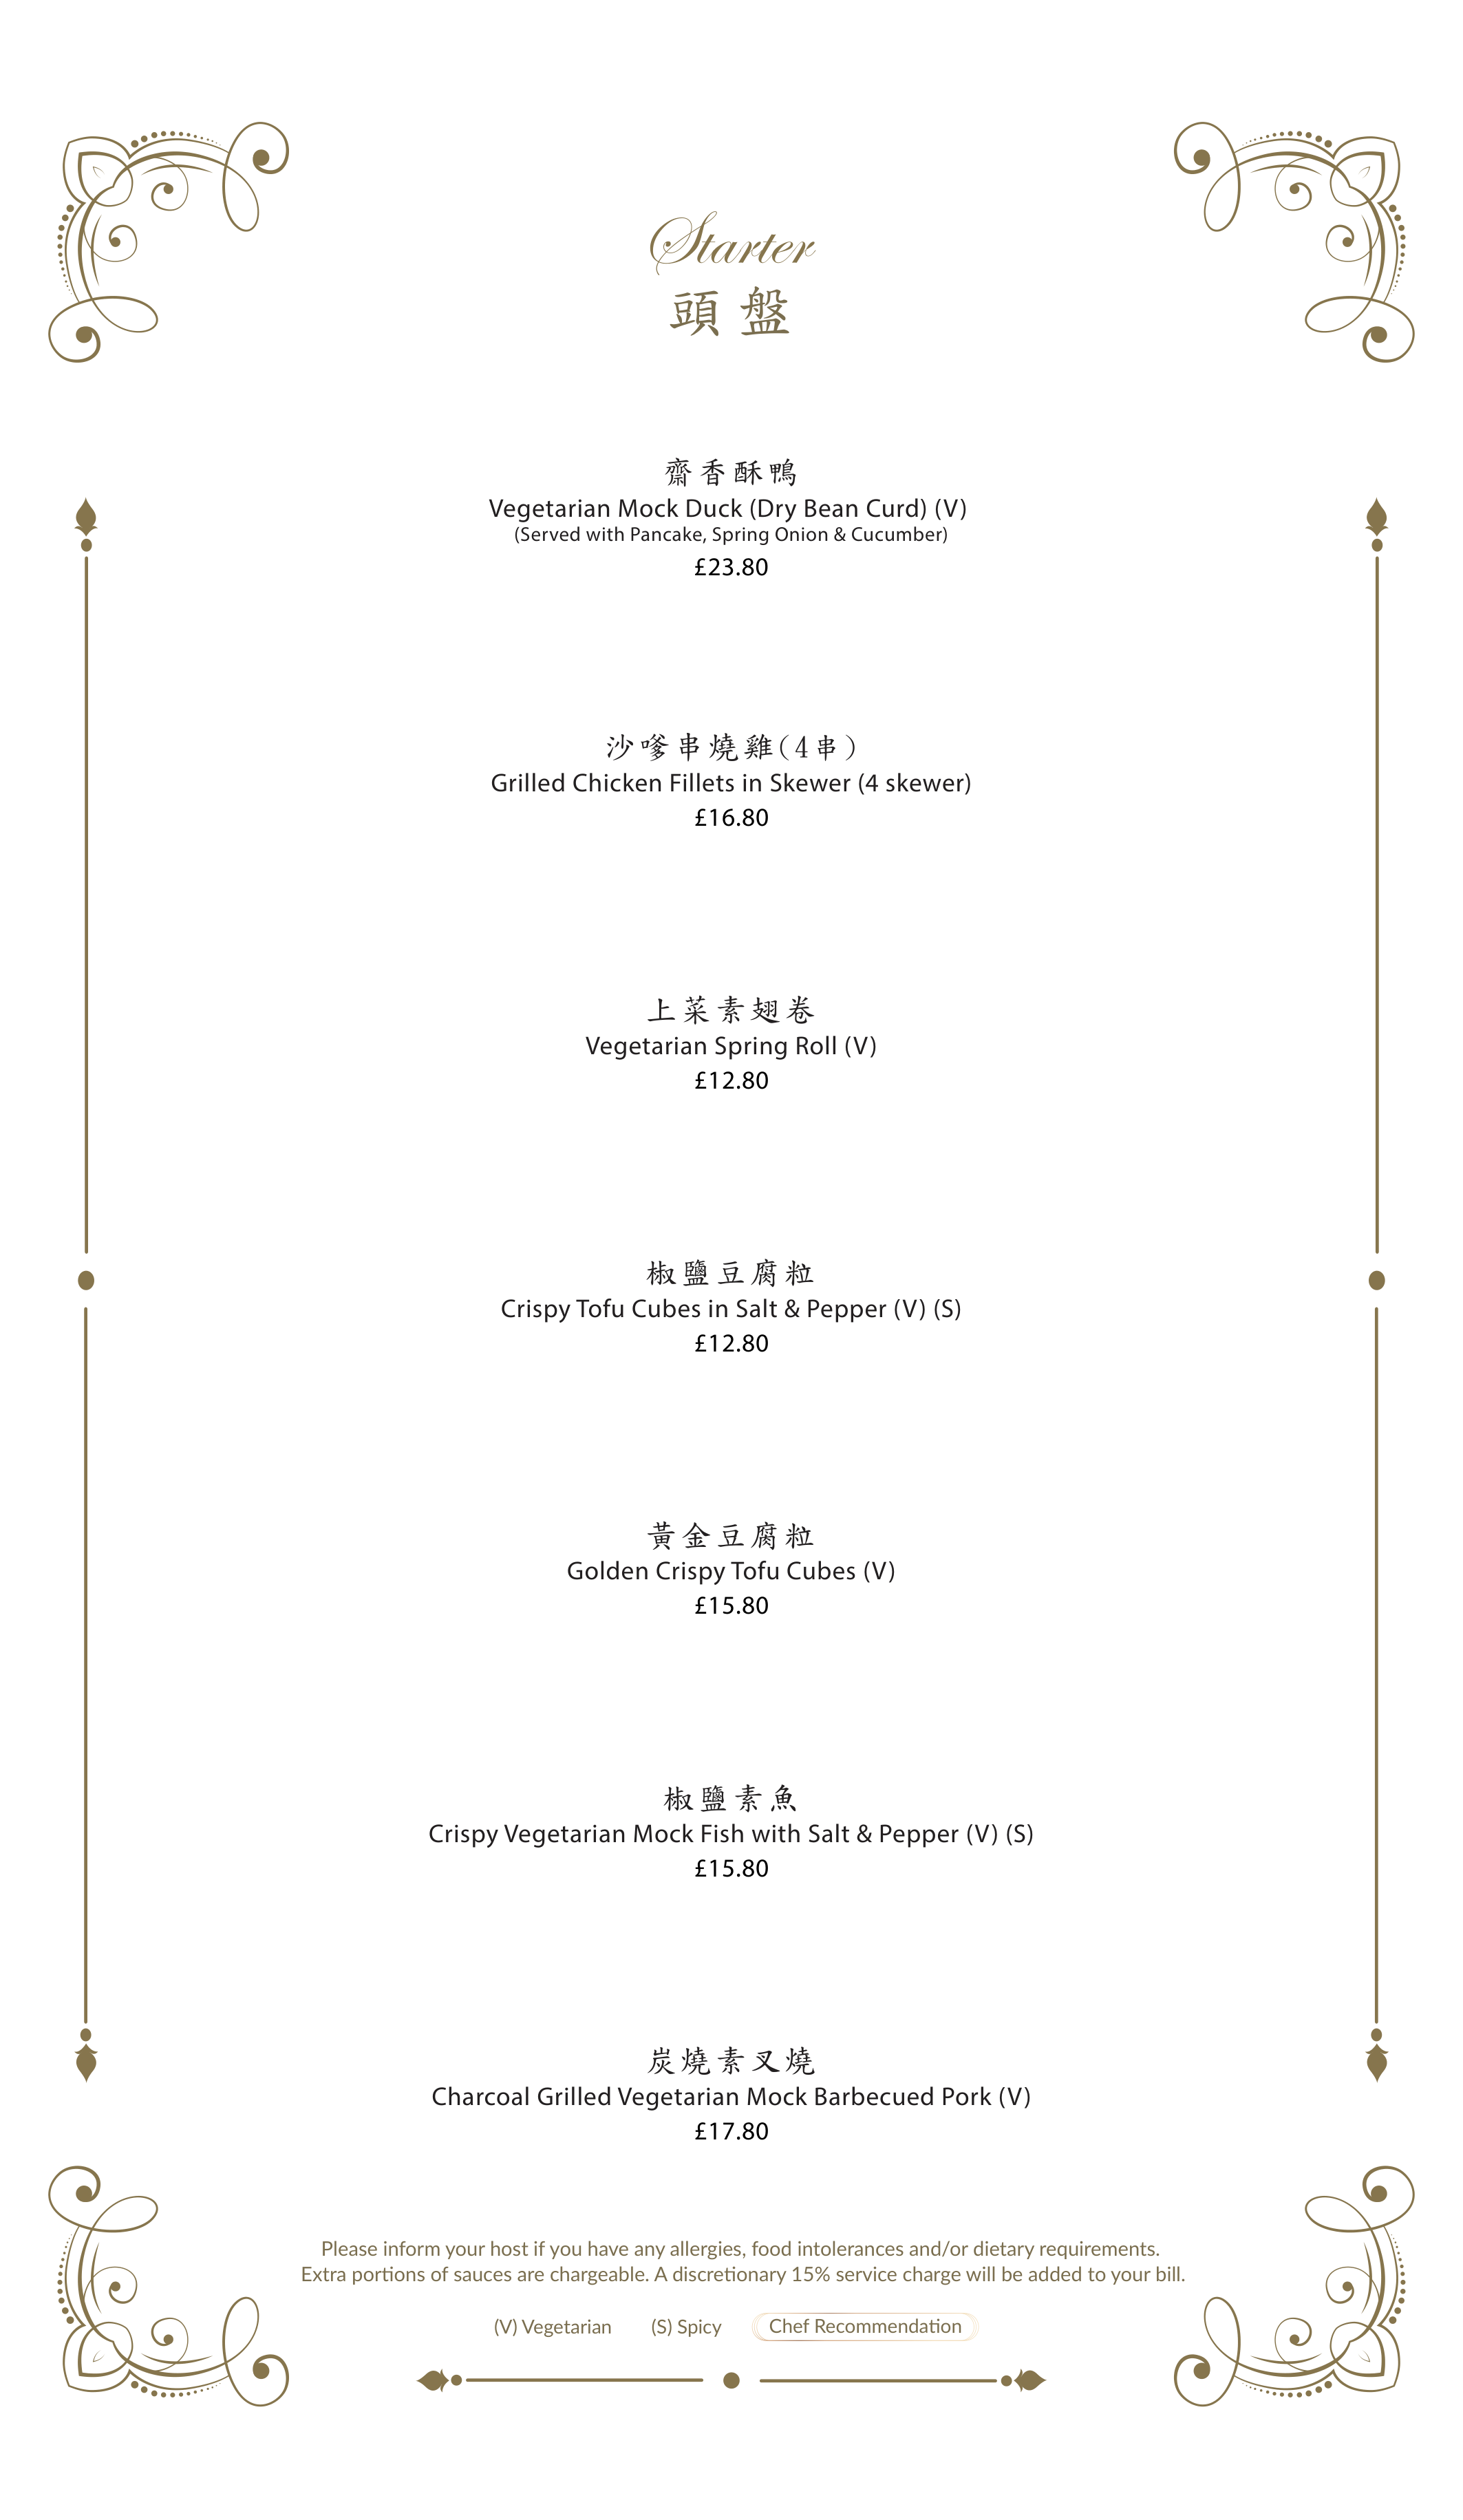 Starter
頭盤
齋香酥鴨
Vegetarian Mock Duck (Dry Bean Curd) (V)
(Served with Pancake, Spring Onion & Cucumber)
£23.80
沙嗲串燒雞(4串)
Grilled Chicken Fillets in Skewer (4 skewer)
£16.80
上菜素翅卷
Vegetarian Spring Roll (V)
£12.80
椒鹽豆腐粒
Crispy Tofu Cubes in Salt & Pepper (V) (S)
£12.80
黃金豆腐粒
Golden Crispy Tofu Cubes (V)
£15.80
椒鹽素魚
Crispy Vegetarian Mock Fish with Salt & Pepper (V) (S)
£15.80
炭燒素叉燒
Charcoal Grilled Vegetarian Mock Barbecued Pork (V)
£17.80
Please inform your host if you have any allergies, food intolerances and/or dietary requirements.
Extra portions of sauces are chargeable. A discretionary 15% service charge will be added to your bill.
(V) Vegetarian (S) Spicy Chef Recommendation